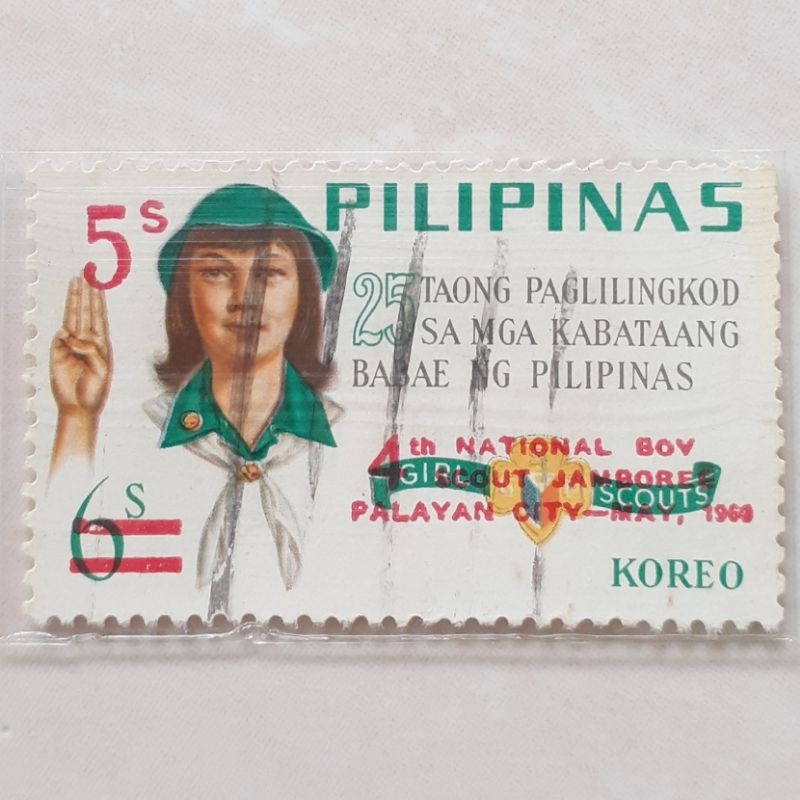 PILIPINAS
5s
25 TAONG PAGLILINGKOD
SA MGA KABATAANG
BABAE NG PILIPINAS
4th NATIONAL BOY
SCOUT JAMBOREE
PALAYAN CITY—MAY, 1969
GIRL SCOUTS
6s
KOREO